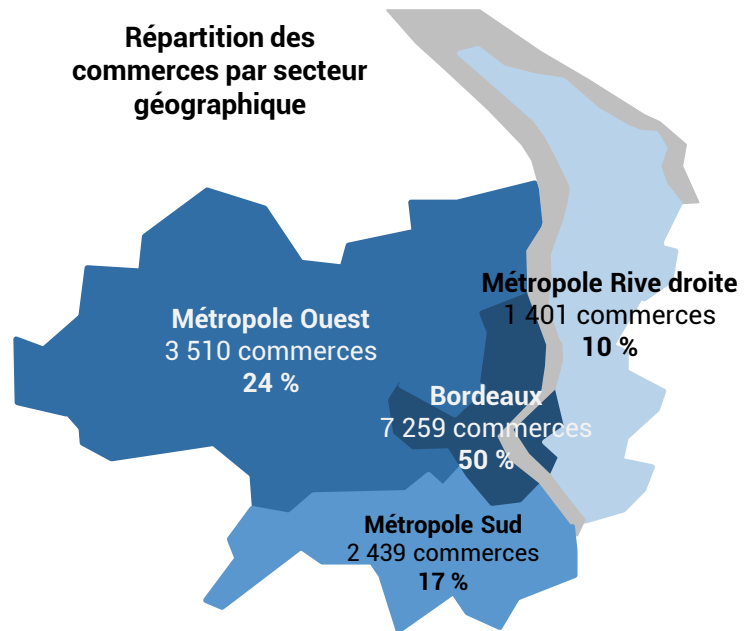 Répartition des
commerces par secteur
géographique
Métropole Rive droite
1 401 commerces
10 %
Métropole Ouest
3 510 commerces
24 %
Bordeaux
7 259 commerces
50 %
Métropole Sud
2 439 commerces
17 %